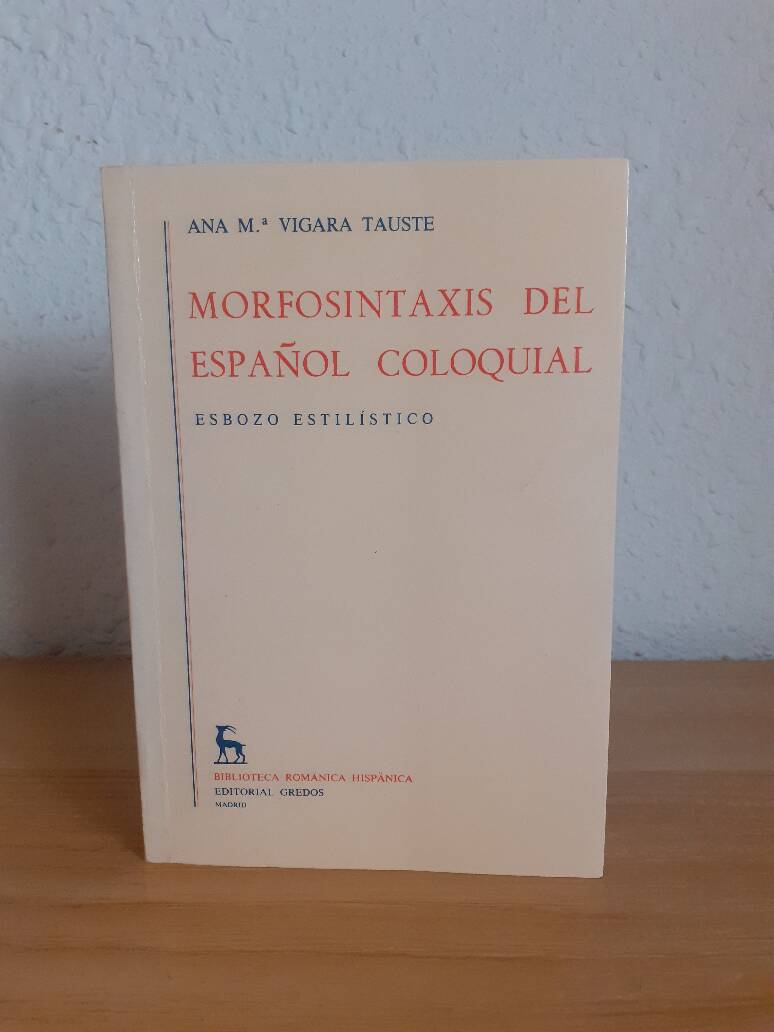 ANA M.ª VIGARA TAUSTE
MORFOSINTAXIS DEL
ESPAÑOL COLOQUIAL
ESBOZO ESTILÍSTICO
BIBLIOTECA ROMÁNICA HISPÁNICA
EDITORIAL GREDOS
MADRID